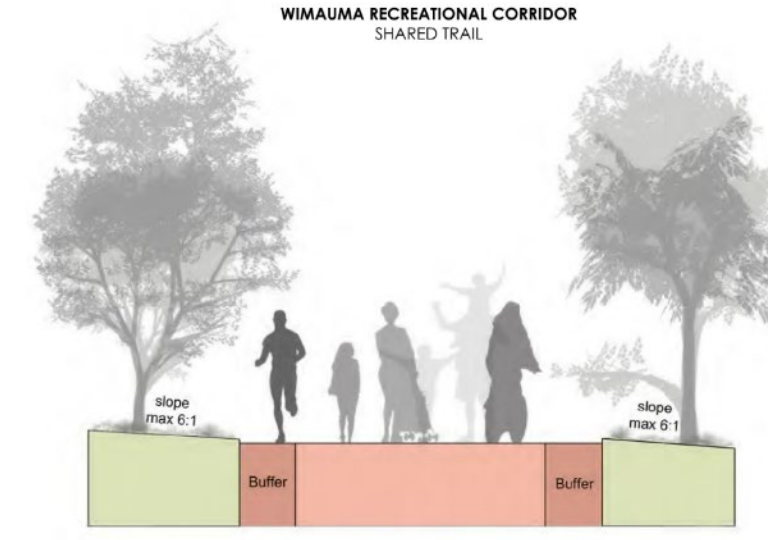 WIMAUMA RECREATIONAL CORRIDOR
SHARED TRAIL
slope
max 6:1
slope
max 6:1
Buffer
Buffer